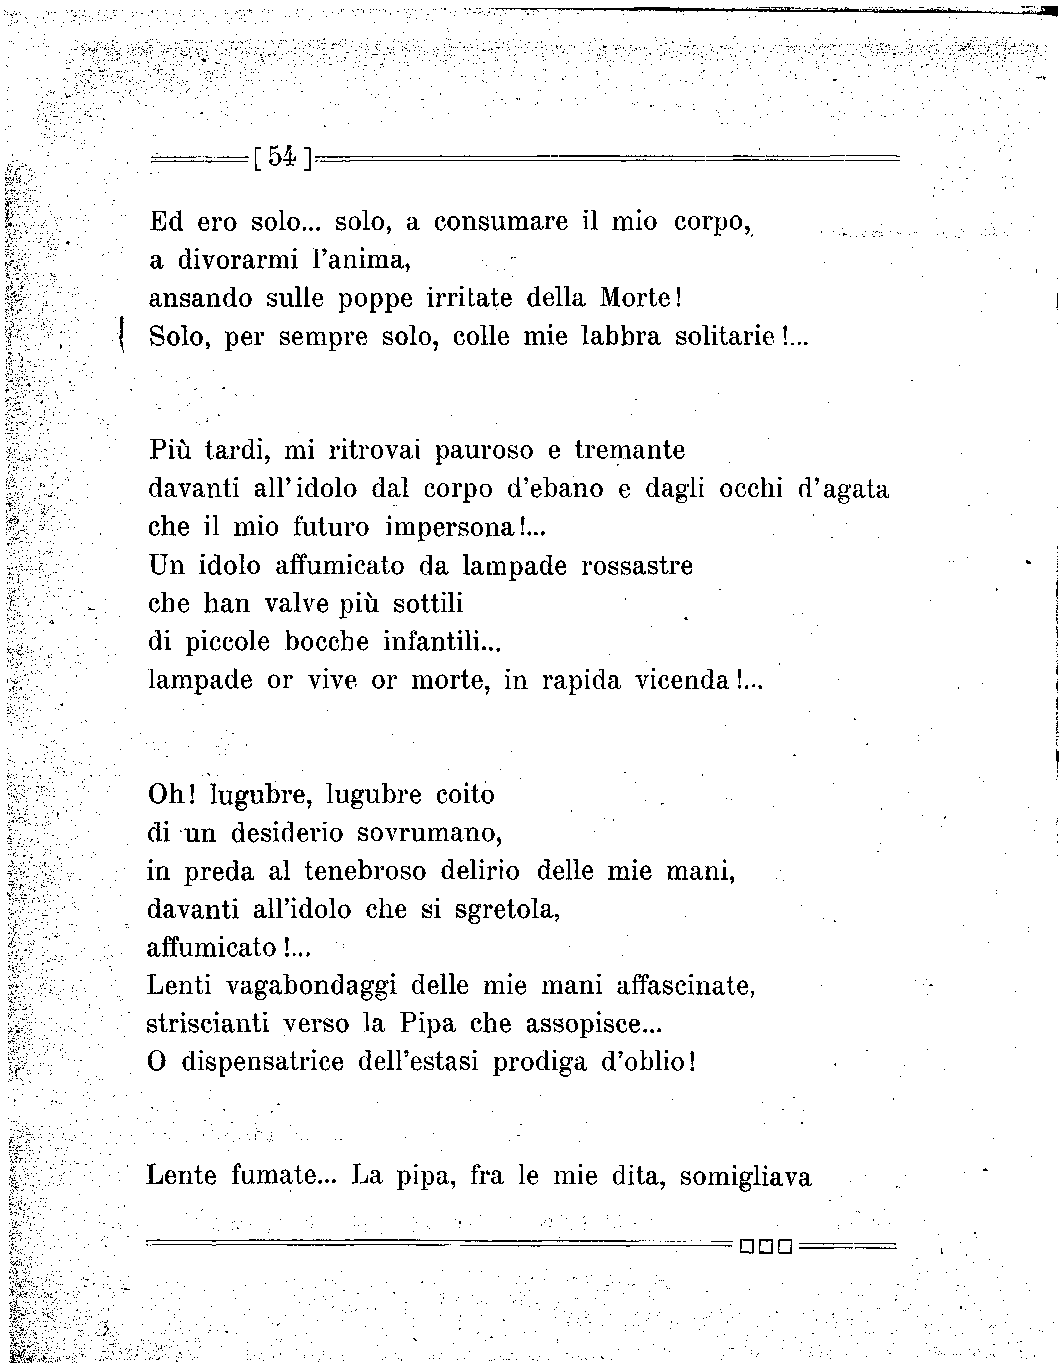 [ 54 ]
Ed ero solo... solo, a consumare il mio corpo,
a divorarmi l'anima,
ansando sulle poppe irritate della Morte!
Solo, per sempre solo, colle mie labbra solitarie!...
Più tardi, mi ritrovai pauroso e tremante
davanti all'idolo dal corpo d'ebano e dagli occhi d'agata
che il mio futuro impersona!...
Un idolo affumicato da lampade rossastre
che han valve più sottili
di piccole bocche infantili...
lampade or vive or morte, in rapida vicenda!...
Oh! lugubre, lugubre coito
di un desiderio sovrumano,
in preda al tenebroso delirio delle mie mani,
davanti all'idolo che si sgretola,
affumicato!...
Lenti vagabondaggi delle mie mani affascinate,
striscianti verso la Pipa che assopisce...
O dispensatrice dell'estasi prodiga d'oblio!
Lente fumate... La pipa, fra le mie dita, somigliava